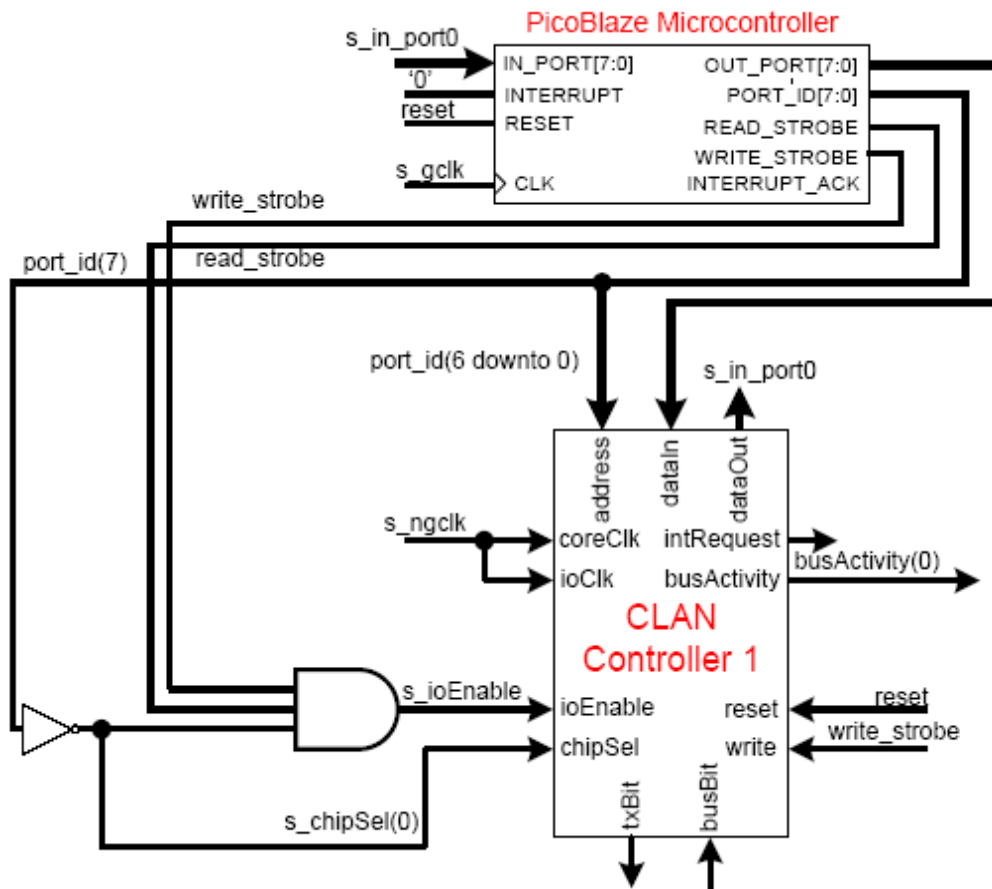 PicoBlaze Microcontroller
s_in_port0
IN_PORT[7:0]
OUT_PORT[7:0]
'0'
INTERRUPT
PORT_ID[7:0]
reset
RESET
READ_STROBE
WRITE_STROBE
s_gclk
CLK
INTERRUPT_ACK
write_strobe
read_strobe
port_id(7)
port_id(6 downto 0)
s_in_port0
address
dataIn
dataOut
s_ngclk
coreClk
intRequest
ioClk
busActivity
busActivity(0)
CLAN
Controller 1
s_ioEnable
ioEnable
reset
reset
chipSel
write
write_strobe
s_chipSel(0)
txBit
busBit